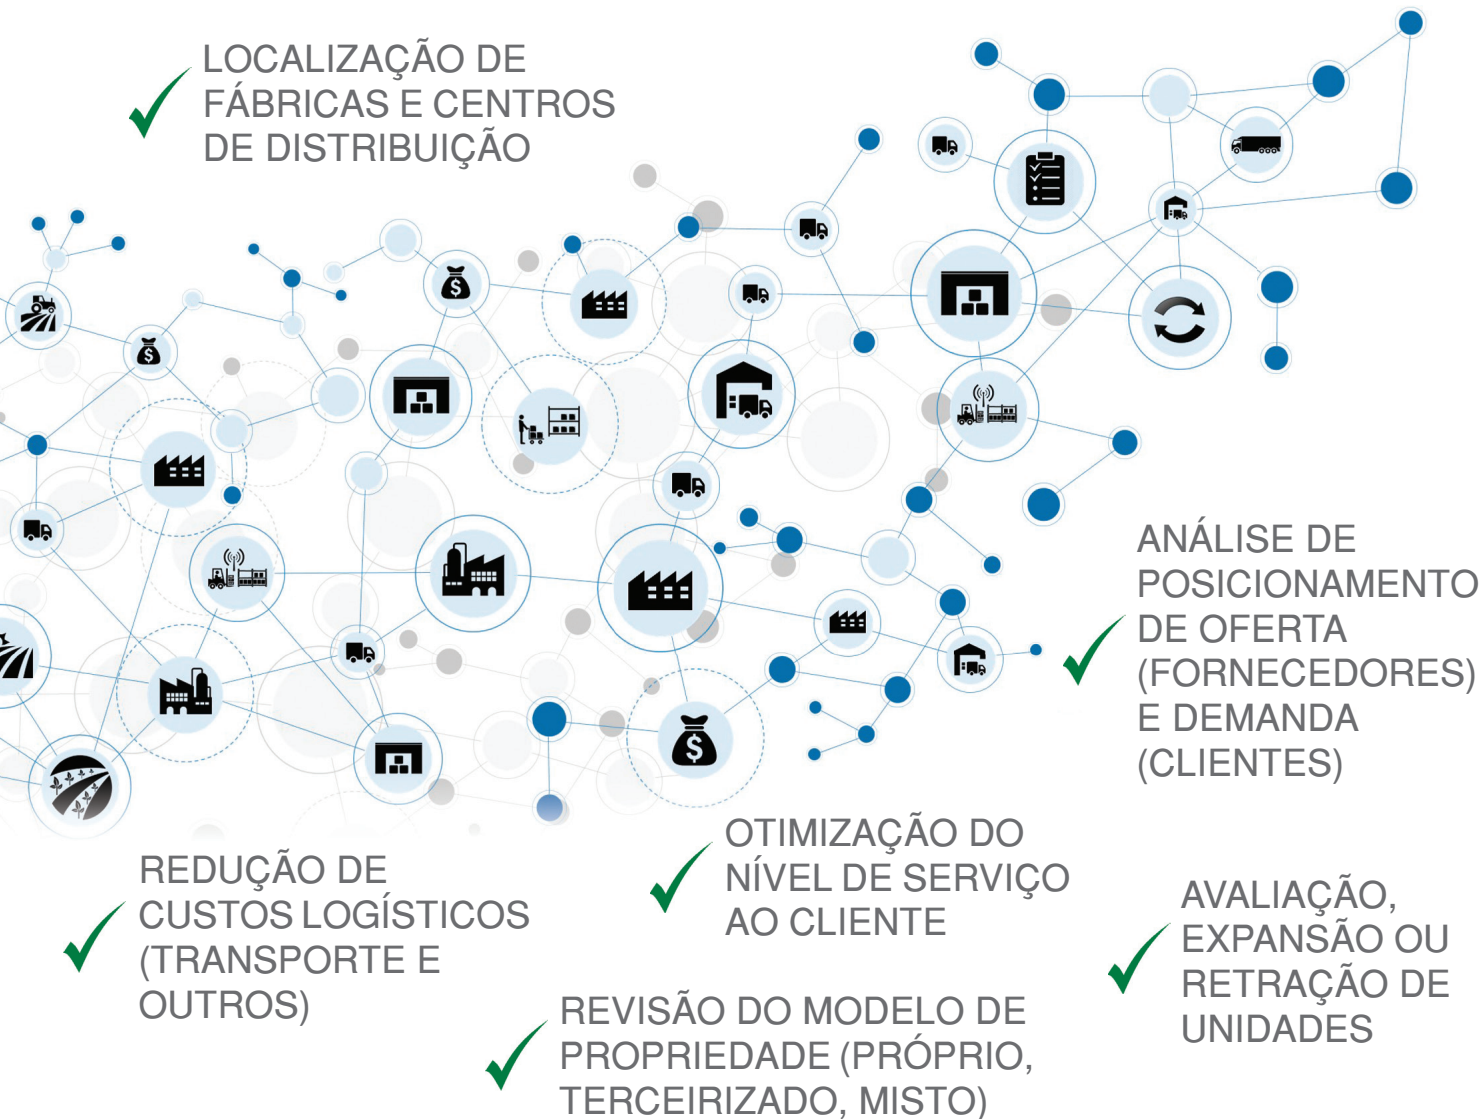 LOCALIZAÇÃO DE
FÁBRICAS E CENTROS
DE DISTRIBUIÇÃO
ANÁLISE DE
POSICIONAMENTO
DE OFERTA
(FORNECEDORES)
E DEMANDA
(CLIENTES)
REDUÇÃO DE
CUSTOS LOGÍSTICOS
(TRANSPORTE E
OUTROS)
OTIMIZAÇÃO DO
NÍVEL DE SERVIÇO
AO CLIENTE
AVALIAÇÃO,
EXPANSÃO OU
RETRAÇÃO DE
UNIDADES
REVISÃO DO MODELO DE
PROPRIEDADE (PRÓPRIO,
TERCEIRIZADO, MISTO)